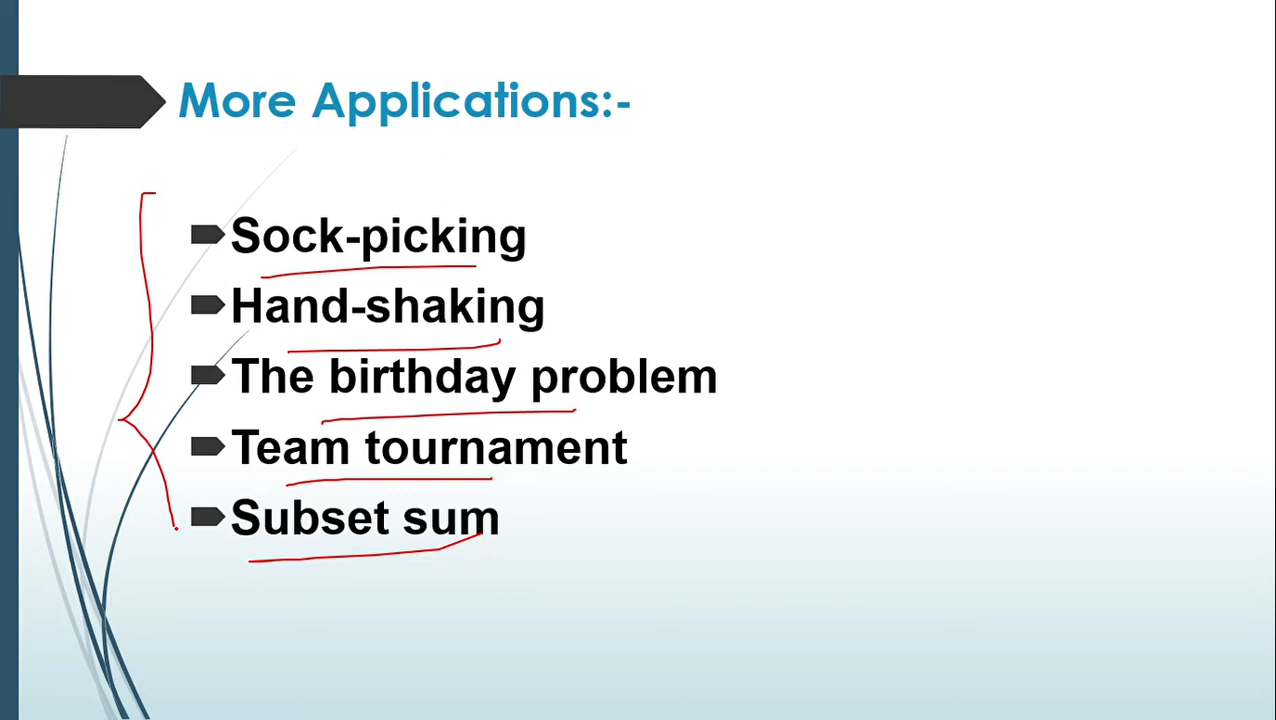 More Applications:-
Sock-picking
Hand-shaking
The birthday problem
Team tournament
Subset sum